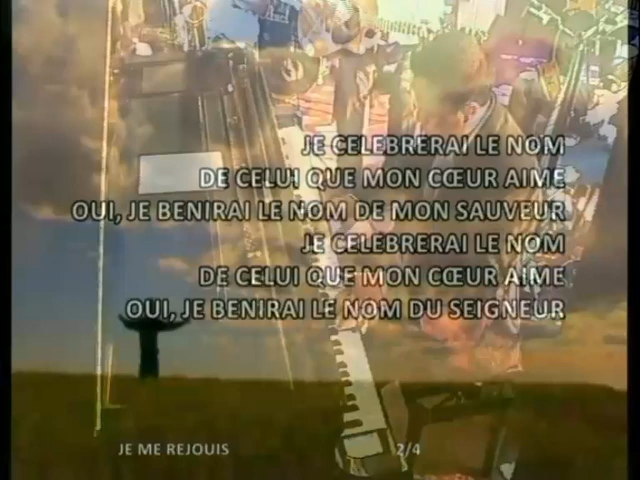 JE CELEBRERAI LE NOM
DE CELUI QUE MON CŒUR AIME
OUI, JE BENIRAI LE NOM DE MON SAUVEUR
JE CELEBRERAI LE NOM
DE CELUI QUE MON CŒUR AIME
OUI, JE BENIRAI LE NOM DU SEIGNEUR
JE ME REJOUIS 2/4